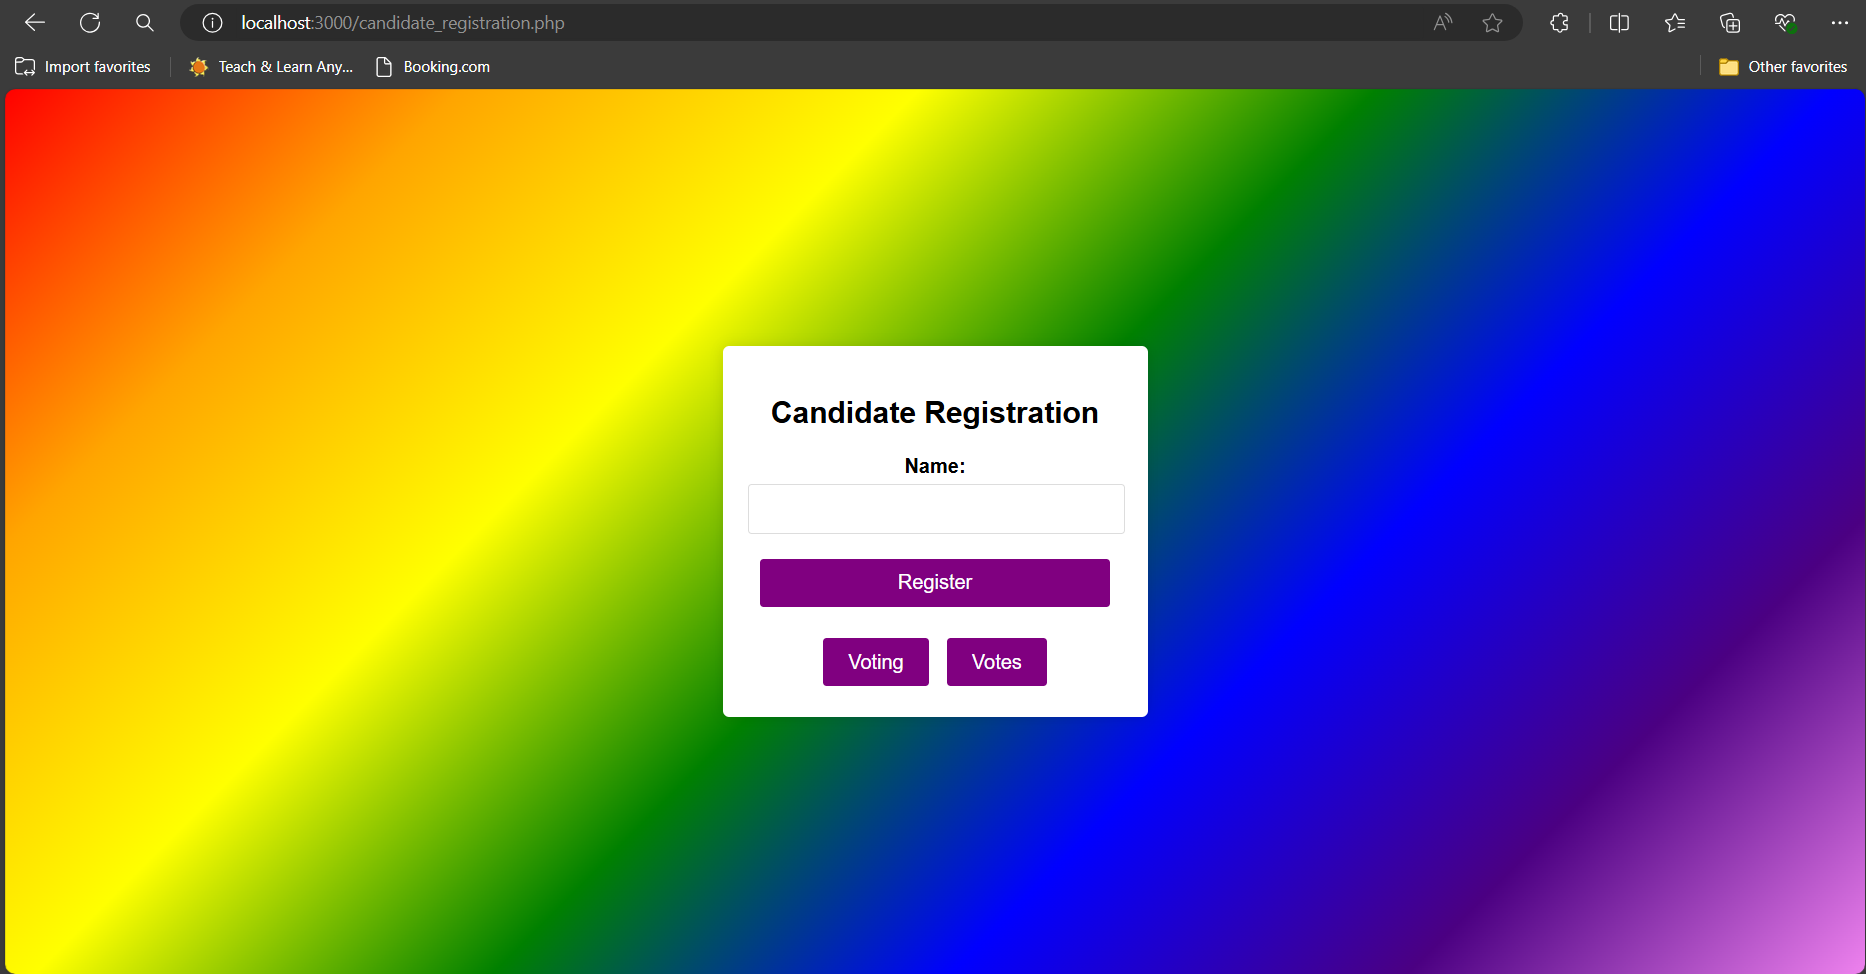 localhost:3000/candidate_registration.php
Import favorites Teach & Learn Any... Booking.com Other favorites
Candidate Registration
Name:
Register
Voting Votes